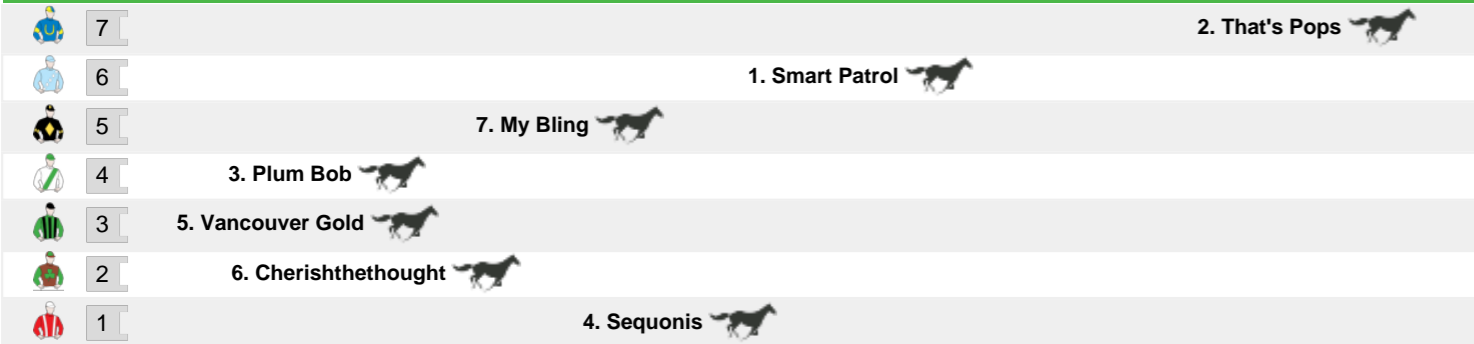 7 2. That's Pops
6 1. Smart Patrol
5 7. My Bling
4 3. Plum Bob
3 5. Vancouver Gold
2 6. Cherishthethought
1 4. Sequonis